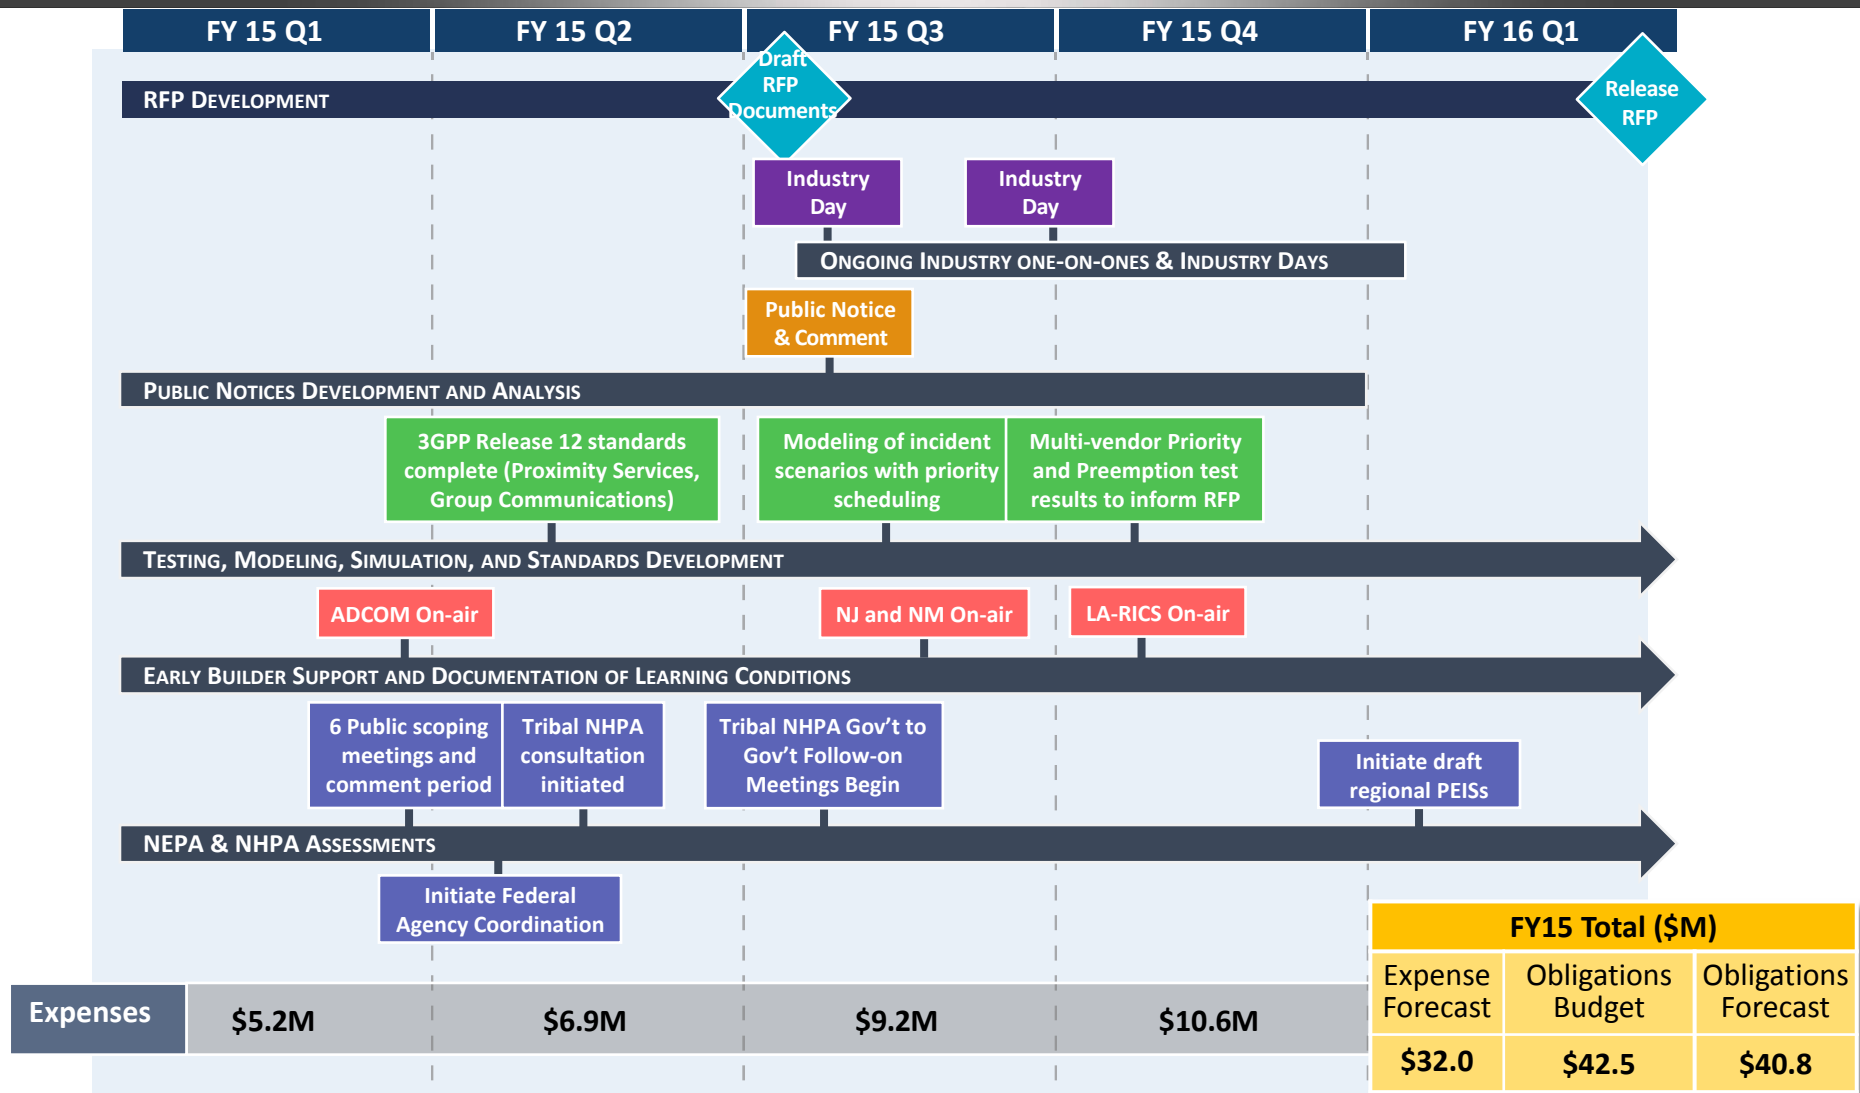 FY 15 Q1
FY 15 Q2
FY 15 Q3
FY 15 Q4
FY 16 Q1
RFP DEVELOPMENT
Draft
RFP
Documents
Release
RFP
Industry
Day
Industry
Day
ONGOING INDUSTRY ONE-ON-ONES & INDUSTRY DAYS
Public Notice
& Comment
PUBLIC NOTICES DEVELOPMENT AND ANALYSIS
3GPP Release 12 standards
complete (Proximity Services,
Group Communications)
Modeling of incident
scenarios with priority
scheduling
Multi-vendor Priority
and Preemption test
results to inform RFP
TESTING, MODELING, SIMULATION, AND STANDARDS DEVELOPMENT
ADCOM On-air
NJ and NM On-air
LA-RICS On-air
EARLY BUILDER SUPPORT AND DOCUMENTATION OF LEARNING CONDITIONS
6 Public scoping
meetings and
comment period
Tribal NHPA
consultation
initiated
Tribal NHPA Gov't to
Gov't Follow-on
Meetings Begin
Initiate draft
regional PEISs
NEPA & NHPA ASSESSMENTS
Initiate Federal
Agency Coordination
Expenses
$5.2M
$6.9M
$9.2M
$10.6M
FY15 Total ($M)
Expense
Forecast
Obligations
Budget
Obligations
Forecast
$32.0
$42.5
$40.8